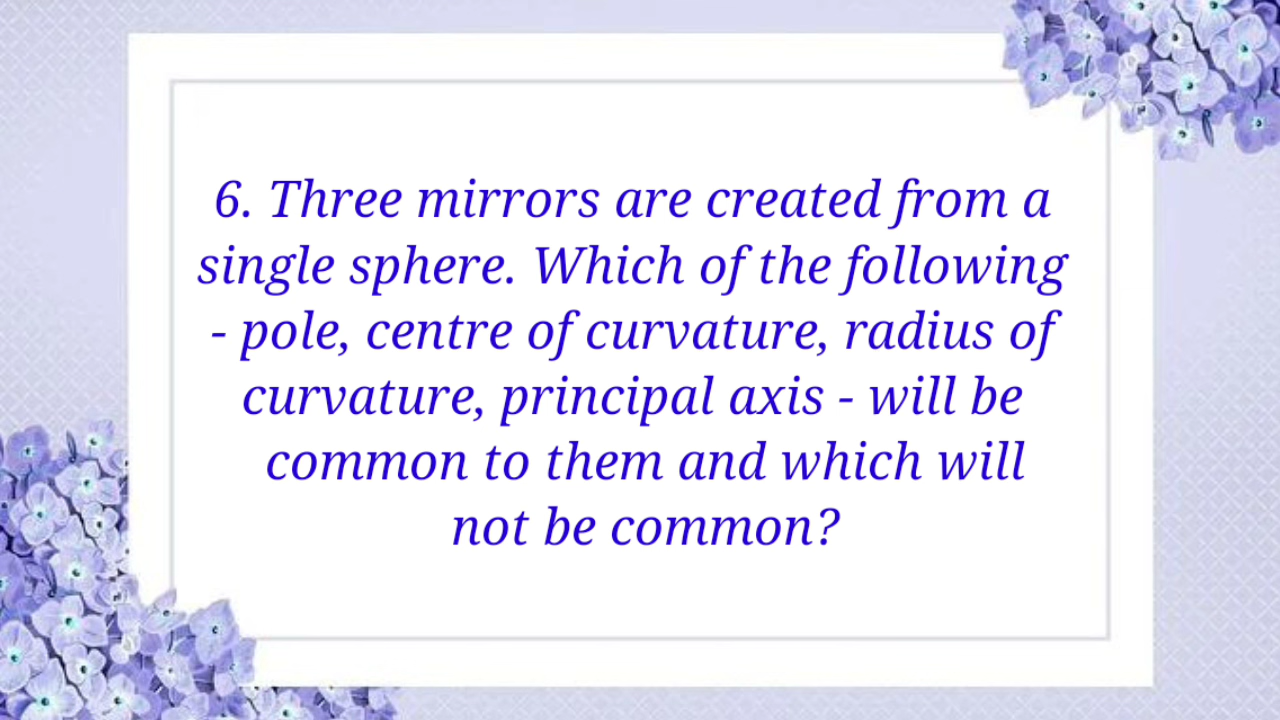 6. Three mirrors are created from a
single sphere. Which of the following
- pole, centre of curvature, radius of
curvature, principal axis - will be
common to them and which will
not be common?